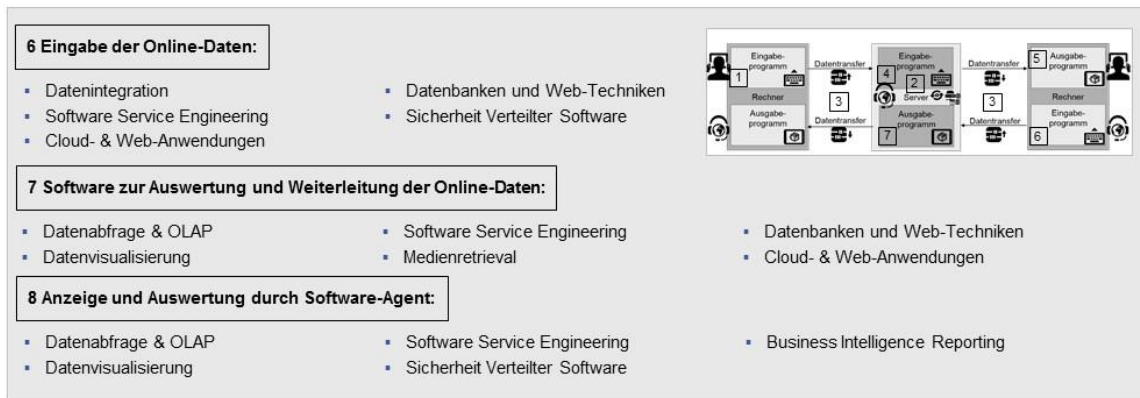 6 Eingabe der Online-Daten:
Datenintegration
Software Service Engineering
Cloud- & Web-Anwendungen
Datenbanken und Web-Techniken
Sicherheit Verteilter Software
Eingabe-
programm
1
Rechner
Ausgabe-
programm
Datentransfer
3
Datentransfer
Eingabe-
programm
4
2
Server
Ausgabe-
programm
7
Datentransfer
3
Datentransfer
5
Ausgabe-
programm
Rechner
Eingabe-
programm
6
7 Software zur Auswertung und Weiterleitung der Online-Daten:
Datenabfrage & OLAP
Datenvisualisierung
Software Service Engineering
Medienretrieval
Datenbanken und Web-Techniken
Cloud- & Web-Anwendungen
8 Anzeige und Auswertung durch Software-Agent:
Datenabfrage & OLAP
Datenvisualisierung
Software Service Engineering
Sicherheit Verteilter Software
Business Intelligence Reporting